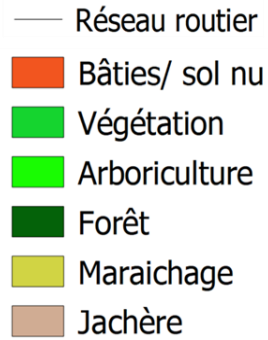 Réseau routier
Bâties/ sol nu
Végétation
Arboriculture
Forêt
Maraichage
Jachère